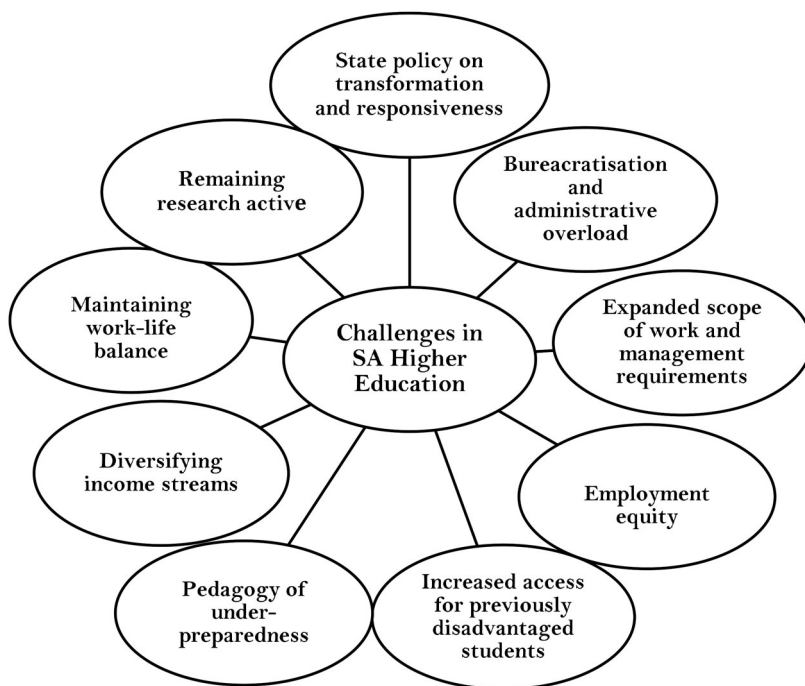 State policy on
transformation
and responsiveness
Bureacratisation
and
administrative
overload
Expanded scope
of work and
management
requirements
Employment
equity
Increased access
for previously
disadvantaged
students
Pedagogy of
under-
preparedness
Diversifying
income streams
Maintaining
work-life
balance
Remaining
research active
Challenges in
SA Higher
Education